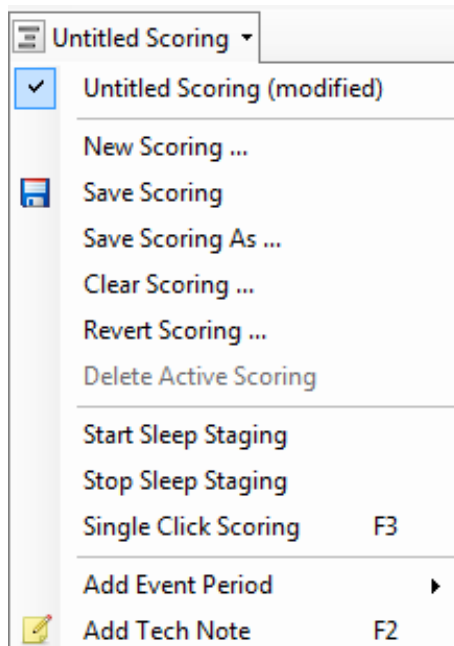 Untitled Scoring
Untitled Scoring (modified)
New Scoring ...
Save Scoring
Save Scoring As ...
Clear Scoring ...
Revert Scoring ...
Delete Active Scoring
Start Sleep Staging
Stop Sleep Staging
Single Click Scoring F3
Add Event Period
Add Tech Note F2